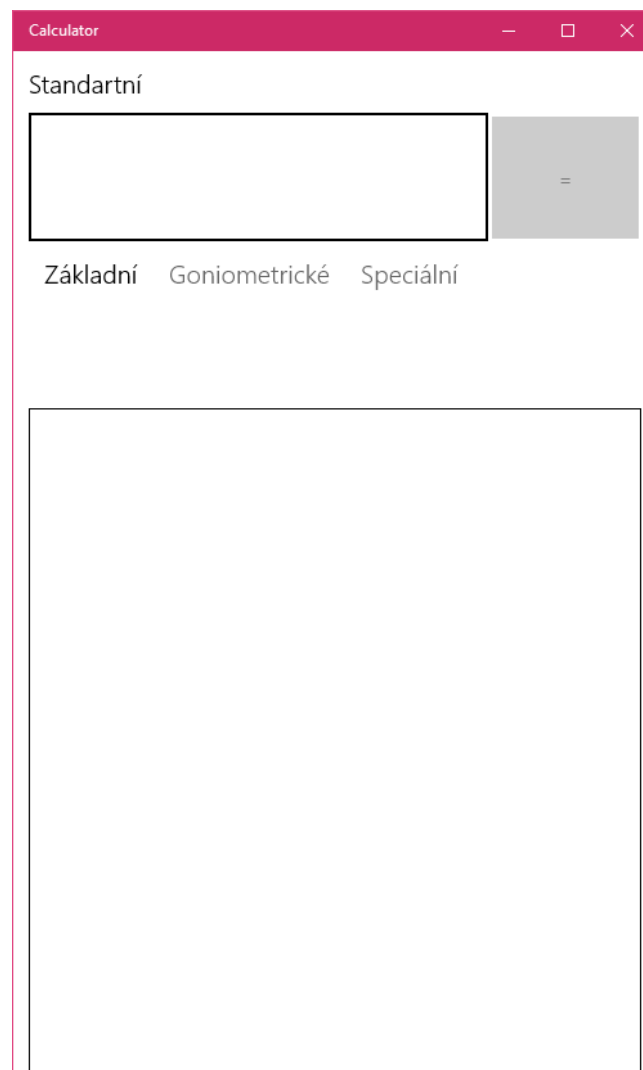 Calculator
Standartní
=
Základní Goniometrické Speciální